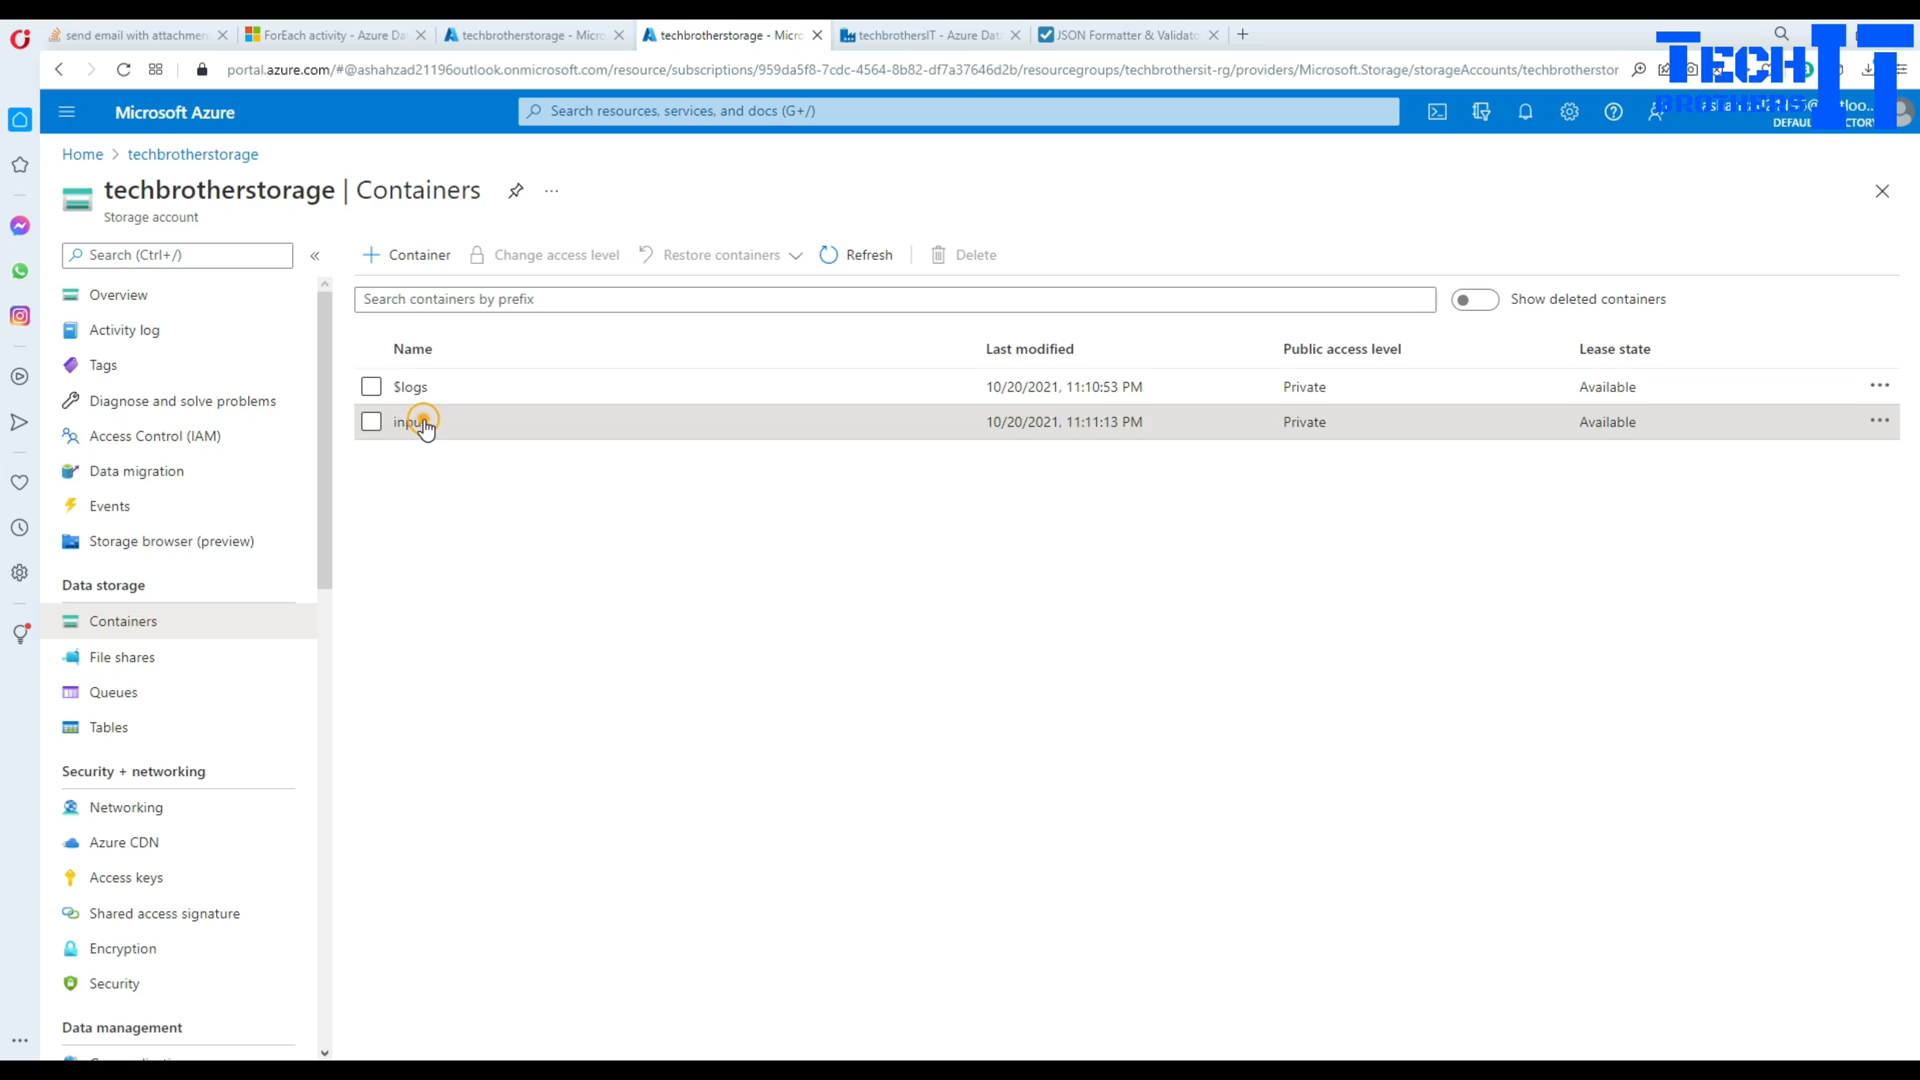 send email with attachmen
ForEach activity - Azure Da
techbrotherstorage - Micro
techbrotherstorage - Micro
techbrothersIT - Azure Dat
JSON Formatter & Validato
portal.azure.com/#@ashahzad21196outlook.onmicrosoft.com/resource/subscriptions/959da5f8-7cdc-4564-8b82-df7a37646d2b/resourcegroups/techbrothersit-rg/providers/Microsoft.Storage/storageAccounts/techbrotherstor
TECH IT
BROTHERS
Microsoft Azure
Search resources, services, and docs (G+/)
Home > techbrotherstorage
techbrotherstorage | Containers
Storage account
Search (Ctrl+/)
Overview
Activity log
Tags
Diagnose and solve problems
Access Control (IAM)
Data migration
Events
Storage browser (preview)
Data storage
Containers
File shares
Queues
Tables
Security + networking
Networking
Azure CDN
Access keys
Shared access signature
Encryption
Security
Data management
Container
Change access level
Restore containers
Refresh
Delete
Search containers by prefix
Show deleted containers
Name Last modified Public access level Lease state
$logs 10/20/2021, 11:10:53 PM Private Available
input 10/20/2021, 11:11:13 PM Private Available